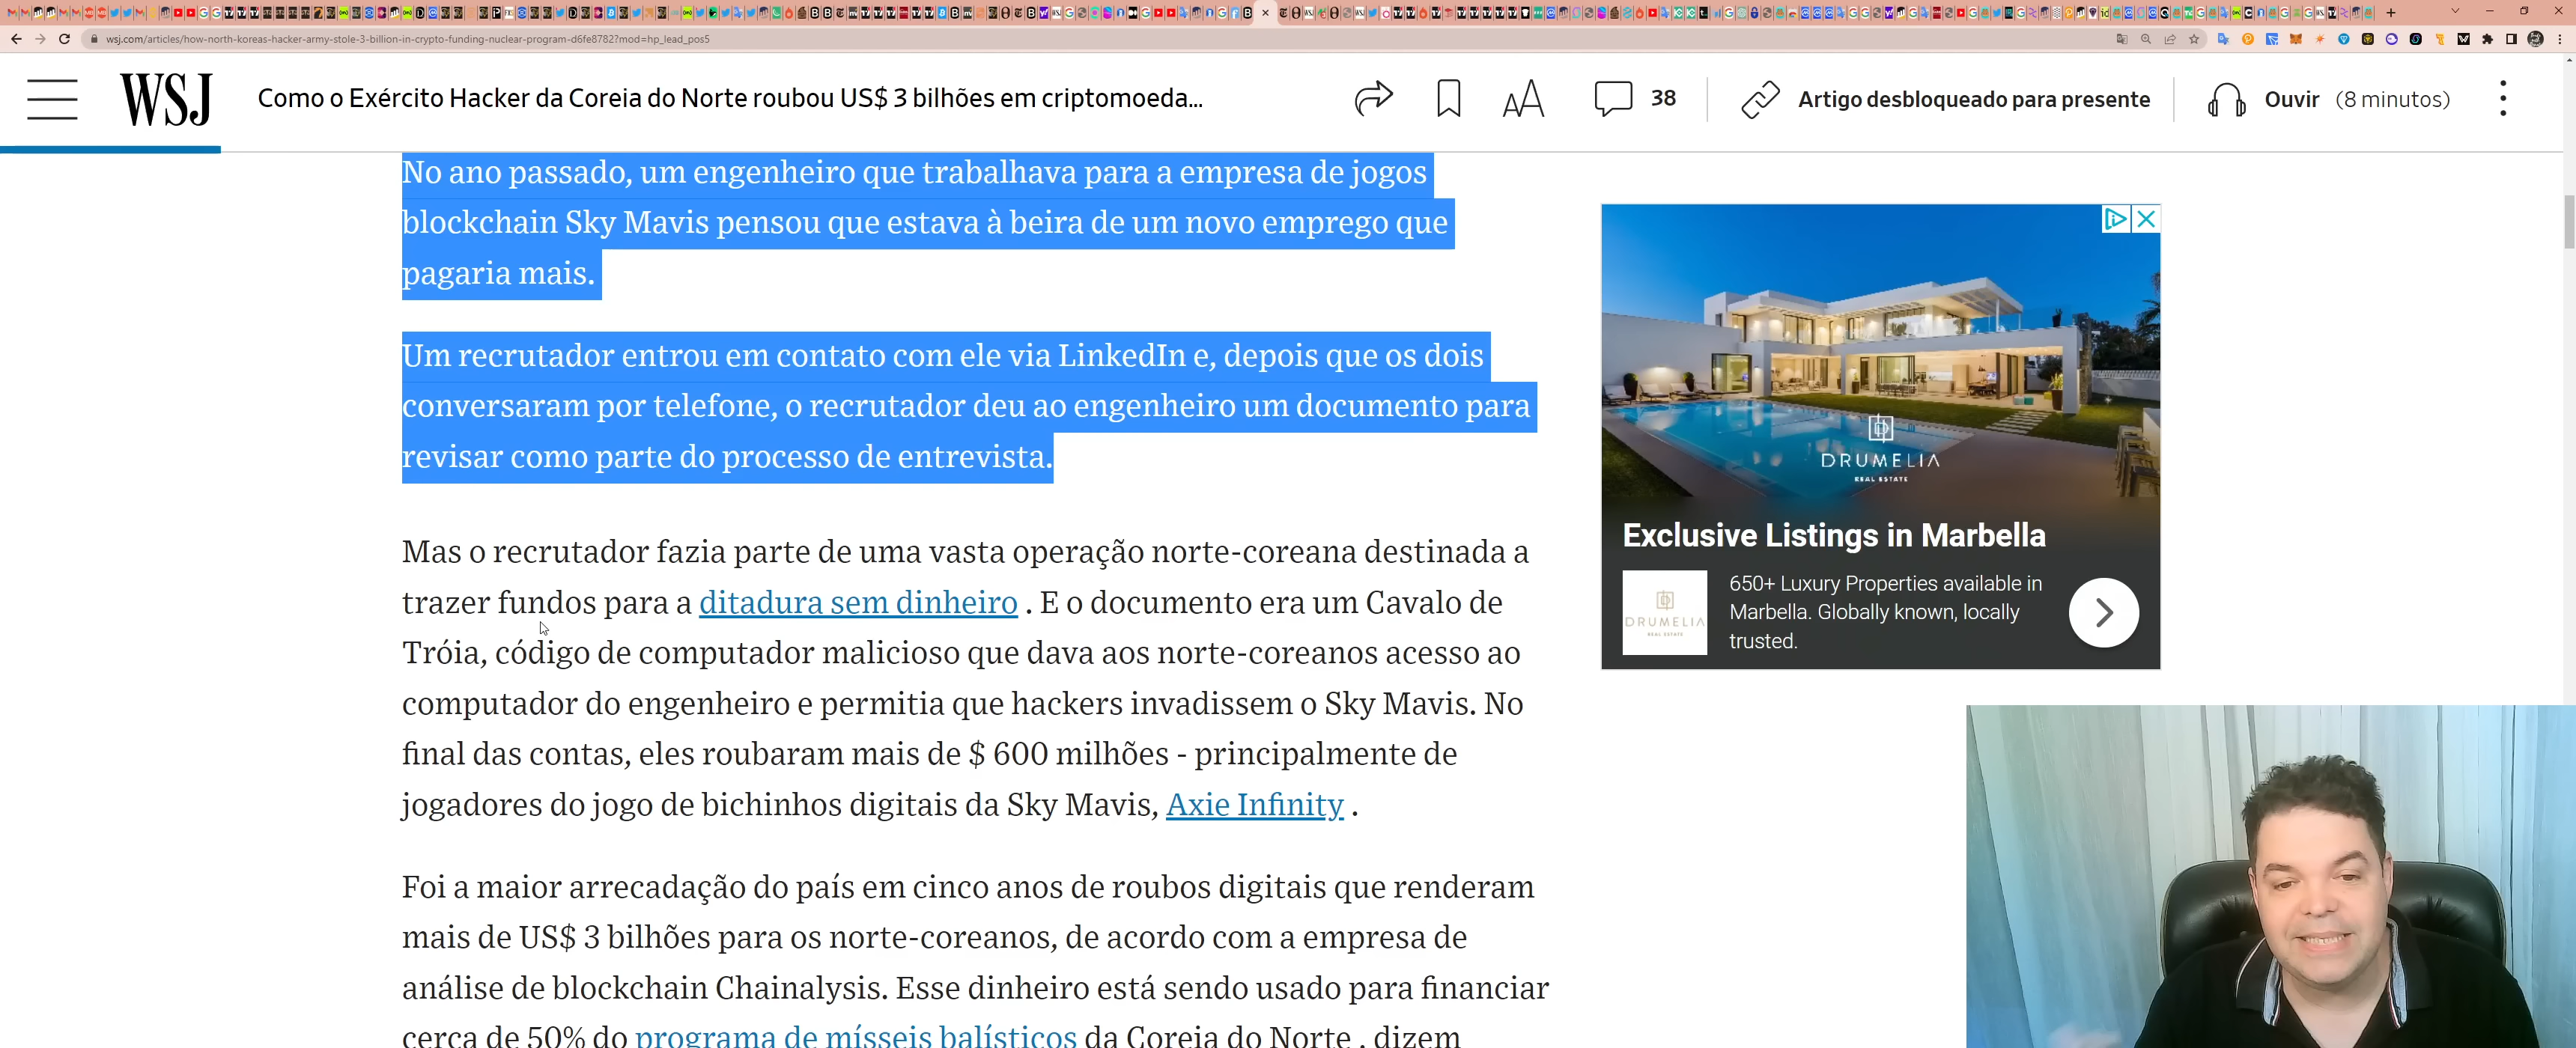 wsj.com/articles/how-north-koreas-hacker-army-stole-3-billion-in-crypto-funding-nuclear-program-d6fe8782?mod=hp_lead_pos5
WSJ
Como o Exército Hacker da Coreia do Norte roubou US$ 3 bilhões em criptomoeda...
38
Artigo desbloqueado para presente
Ouvir (8 minutos)
No ano passado, um engenheiro que trabalhava para a empresa de jogos
blockchain Sky Mavis pensou que estava à beira de um novo emprego que
pagaria mais.
Um recrutador entrou em contato com ele via LinkedIn e, depois que os dois
conversaram por telefone, o recrutador deu ao engenheiro um documento para
revisar como parte do processo de entrevista.
Mas o recrutador fazia parte de uma vasta operação norte-coreana destinada a
trazer fundos para a ditadura sem dinheiro . E o documento era um Cavalo de
Tróia, código de computador malicioso que dava aos norte-coreanos acesso ao
computador do engenheiro e permitia que hackers invadissem o Sky Mavis. No
final das contas, eles roubaram mais de $ 600 milhões - principalmente de
jogadores do jogo de bichinhos digitais da Sky Mavis, Axie Infinity .
Foi a maior arrecadação do país em cinco anos de roubos digitais que renderam
mais de US$ 3 bilhões para os norte-coreanos, de acordo com a empresa de
análise de blockchain Chainalysis. Esse dinheiro está sendo usado para financiar
cerca de 50% do programa de mísseis balísticos da Coreia do Norte , dizem
DRUMELIA
REAL ESTATE
Exclusive Listings in Marbella
DRUMELIA
REAL ESTATE
650+ Luxury Properties available in
Marbella. Globally known, locally
trusted.